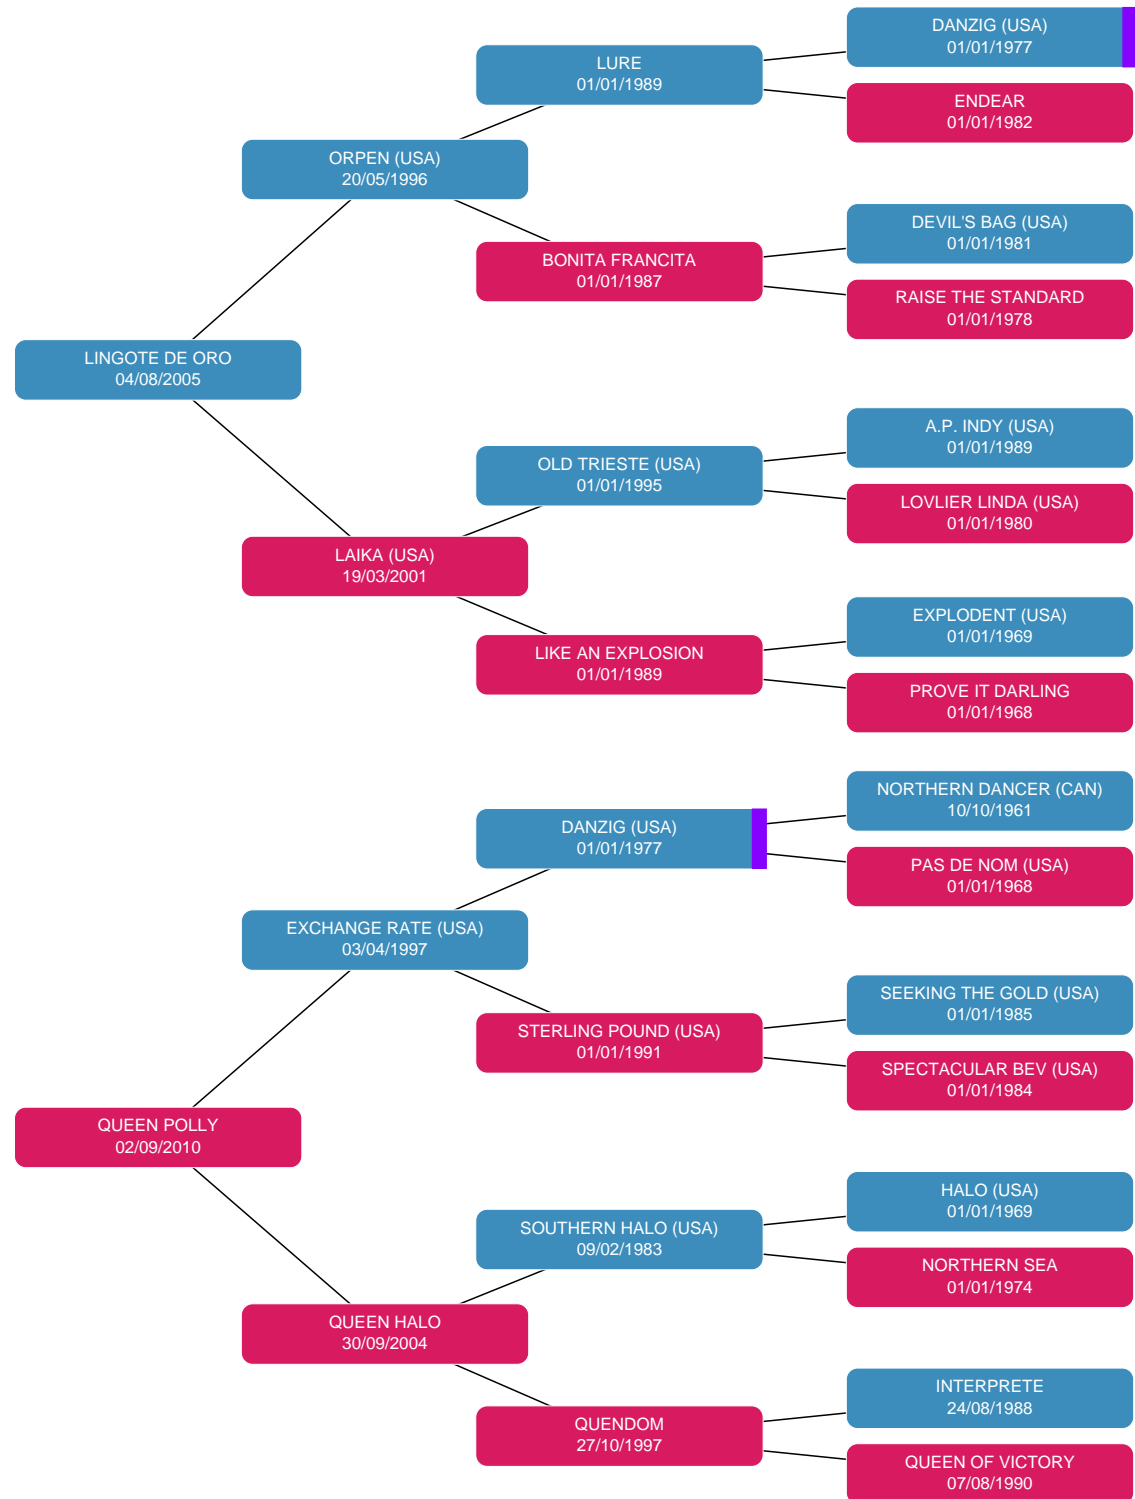 DANZIG (USA)
01/01/1977
LURE
01/01/1989
ENDEAR
01/01/1982
ORPEN (USA)
20/05/1996
DEVIL'S BAG (USA)
01/01/1981
BONITA FRANCITA
01/01/1987
RAISE THE STANDARD
01/01/1978
LINGOTE DE ORO
04/08/2005
A.P. INDY (USA)
01/01/1989
OLD TRIESTE (USA)
01/01/1995
LOVLIER LINDA (USA)
01/01/1980
LAIKA (USA)
19/03/2001
EXPLODENT (USA)
01/01/1969
LIKE AN EXPLOSION
01/01/1989
PROVE IT DARLING
01/01/1968
NORTHERN DANCER (CAN)
10/10/1961
DANZIG (USA)
01/01/1977
PAS DE NOM (USA)
01/01/1968
EXCHANGE RATE (USA)
03/04/1997
SEEKING THE GOLD (USA)
01/01/1985
STERLING POUND (USA)
01/01/1991
SPECTACULAR BEV (USA)
01/01/1984
QUEEN POLLY
02/09/2010
HALO (USA)
01/01/1969
SOUTHERN HALO (USA)
09/02/1983
NORTHERN SEA
01/01/1974
QUEEN HALO
30/09/2004
INTERPRETE
24/08/1988
QUENDOM
27/10/1997
QUEEN OF VICTORY
07/08/1990